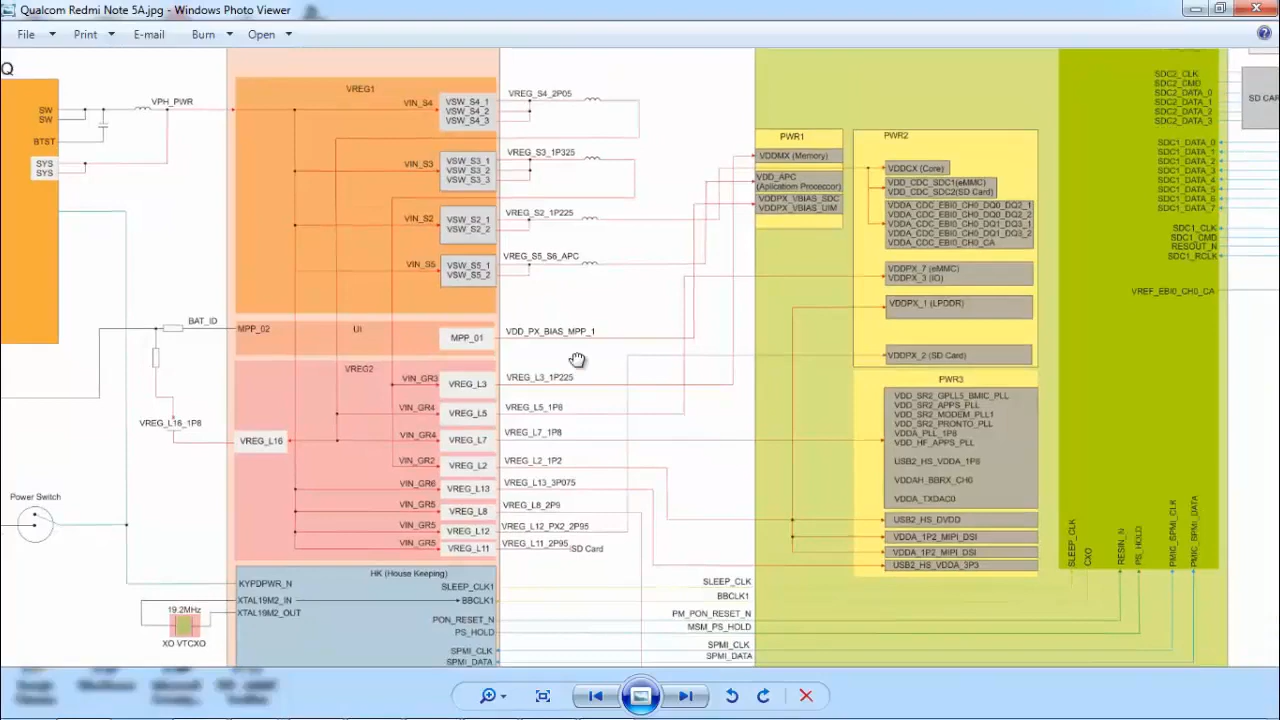 Qualcom Redmi Note 5A.jpg - Windows Photo Viewer
File
Print
E-mail
Burn
Open
Q
SW
SW
BTST
SYS
SYS
VPH_PWR
BAT_ID
VREG_L16_1P8
Power Switch
19.2MHz
XO VTCXO
VREG1
VIN_S4
VSW_S4_1
VSW_S4_2
VSW_S4_3
VREG_S4_2P05
VIN_S3
VSW_S3_1
VSW_S3_2
VSW_S3_3
VREG_S3_1P325
VIN_S2
VSW_S2_1
VSW_S2_2
VREG_S2_1P225
VIN_S5
VSW_S5_1
VSW_S5_2
VREG_S5_S6_APC
MPP_02
UI
MPP_01
VDD_PX_BIAS_MPP_1
VREG2
VIN_GR3
VREG_L3
VREG_L3_1P225
VIN_GR4
VREG_L5
VREG_L5_1P8
VREG_L16
VIN_GR4
VREG_L7
VREG_L7_1P8
VIN_GR2
VREG_L2
VREG_L2_1P2
VIN_GR6
VREG_L13
VREG_L13_3P075
VIN_GR5
VREG_L8
VREG_L8_2P9
VIN_GR5
VREG_L12
VREG_L12_PX2_2P95
VIN_GR5
VREG_L11
VREG_L11_2P95
SD Card
HK (House Keeping)
KYPDPWR_N
XTAL19M2_IN
XTAL19M2_OUT
SLEEP_CLK1
BBCLK1
PON_RESET_N
PS_HOLD
SPMI_CLK
SPMI_DATA
SLEEP_CLK
BBCLK1
PM_PON_RESET_N
MSM_PS_HOLD
SPMI_CLK
SPMI_DATA
PWR1
VDDMX (Memory)
VDD_APC
(Aplication Proceccor)
VDDPX_VBIAS_SDC
VDDPX_VBIAS_UIM
PWR2
VDDCX (Core)
VDD_CDC_SDC1(eMMC)
VDD_CDC_SDC2(SD Card)
VDDA_CDC_EBI0_CH0_DQ0_DQ2_1
VDDA_CDC_EBI0_CH0_DQ0_DQ2_2
VDDA_CDC_EBI0_CH0_DQ1_DQ3_1
VDDA_CDC_EBI0_CH0_DQ1_DQ3_2
VDDA_CDC_EBI0_CH0_CA
VDDPX_7 (eMMC)
VDDPX_3 (IO)
VDDPX_1 (LPDDR)
VDDPX_2 (SD Card)
PWR3
VDD_SR2_GPLL5_BMIC_PLL
VDD_SR2_APPS_PLL
VDD_SR2_MODEM_PLL1
VDD_SR2_PRONTO_PLL
VDDA_PLL_1P8
VDD_HF_APPS_PLL
USB2_HS_VDDA_1P8
VDDAH_BBRX_CH0
VDDA_TXDAC0
USB2_HS_DVDD
VDDA_1P2_MIPI_DSI
VDDA_1P2_MIPI_DSI
USB2_HS_VDDA_3P3
SLEEP_CLK
CXO
RESIN_N
PS_HOLD
PMIC_SPMI_CLK
PMIC_SPMI_DATA
SDC2_CLK
SDC2_CMD
SDC2_DATA_0
SDC2_DATA_1
SDC2_DATA_2
SDC2_DATA_3
SD CAR
SDC1_DATA_0
SDC1_DATA_1
SDC1_DATA_2
SDC1_DATA_3
SDC1_DATA_4
SDC1_DATA_5
SDC1_DATA_6
SDC1_DATA_7
SDC1_CLK
SDC1_CMD
RESOUT_N
SDC1_RCLK
VREF_EBI0_CH0_CA